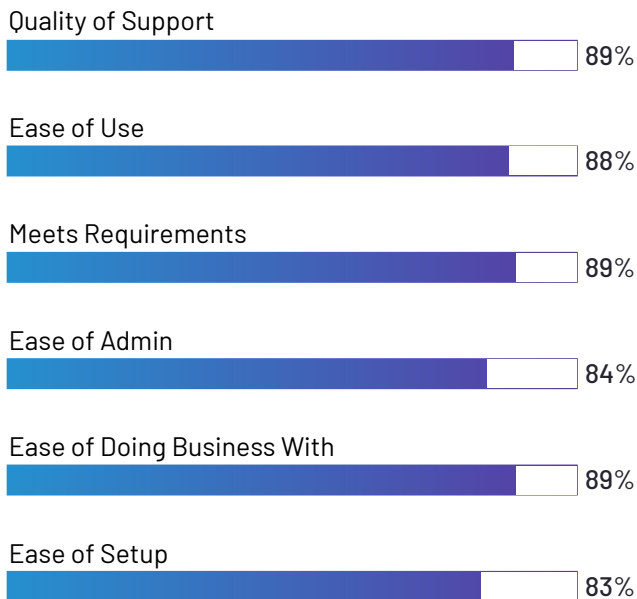 Quality of Support
89%
Ease of Use
88%
Meets Requirements
89%
Ease of Admin
84%
Ease of Doing Business With
89%
Ease of Setup
83%